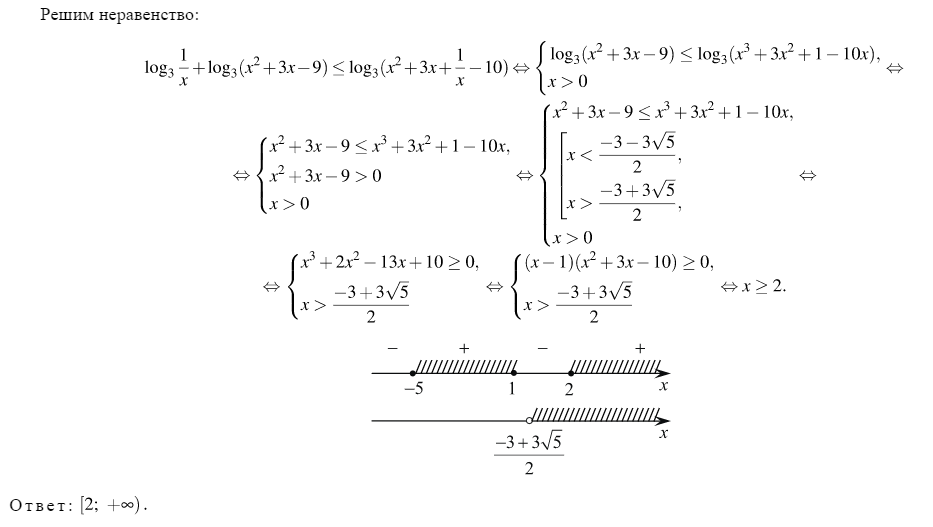 Решим неравенство:
log₃ 1/x + log₃(x² + 3x − 9) ≤ log₃(x² + 3x + 1/x − 10) ⇔ { log₃(x² + 3x − 9) ≤ log₃(x³ + 3x² + 1 − 10x), x > 0 ⇔
⇔ { x² + 3x − 9 ≤ x³ + 3x² + 1 − 10x, x² + 3x − 9 > 0 x > 0 ⇔ { x² + 3x − 9 ≤ x³ + 3x² + 1 − 10x, [ x < (−3 − 3√5)/2, x > (−3 + 3√5)/2, x > 0 ⇔
⇔ { x³ + 2x² − 13x + 10 ≥ 0, x > (−3 + 3√5)/2 ⇔ { (x − 1)(x² + 3x − 10) ≥ 0, x > (−3 + 3√5)/2 ⇔ x ≥ 2.
− + − +
−5 1 2 x
x
(−3 + 3√5)/2
Ответ: [2; +∞).